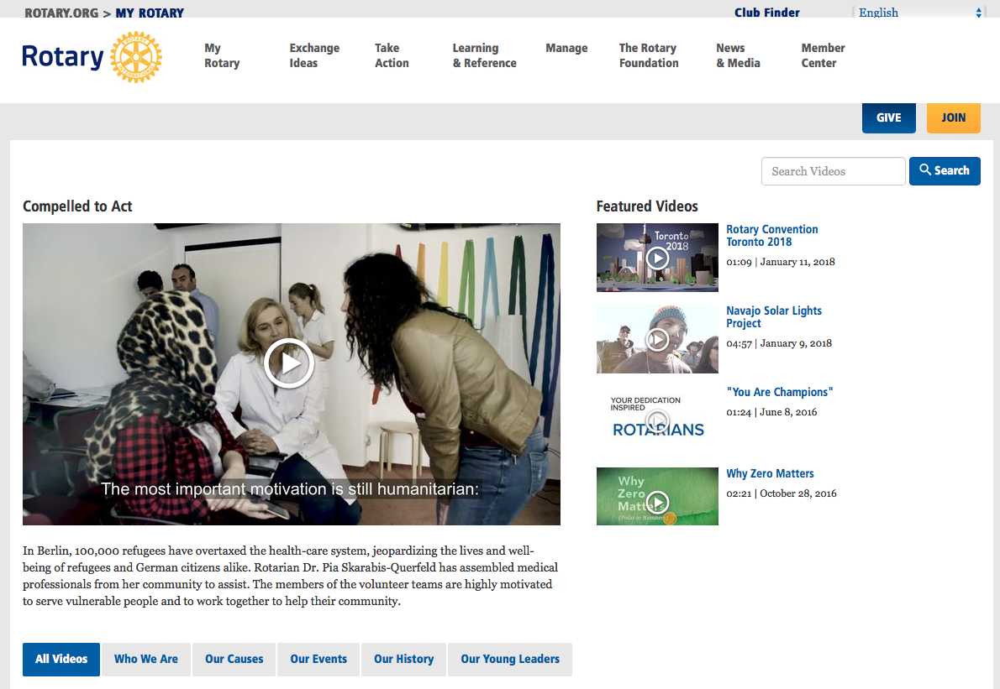 ROTARY.ORG > MY ROTARY
Club Finder
English
Rotary
ROTARY
INTERNATIONAL
My
Rotary
Exchange
Ideas
Take
Action
Learning
& Reference
Manage
The Rotary
Foundation
News
& Media
Member
Center
GIVE
JOIN
Search Videos
Search
Compelled to Act
The most important motivation is still humanitarian:
In Berlin, 100,000 refugees have overtaxed the health-care system, jeopardizing the lives and well-
being of refugees and German citizens alike. Rotarian Dr. Pia Skarabis-Querfeld has assembled medical
professionals from her community to assist. The members of the volunteer teams are highly motivated
to serve vulnerable people and to work together to help their community.
Featured Videos
Toronto
2018
Rotary Convention
Toronto 2018
01:09 | January 11, 2018
Navajo Solar Lights
Project
04:57 | January 9, 2018
YOUR DEDICATION
INSPIRED
ROTARIANS
"You Are Champions"
01:24 | June 8, 2016
Why
Zero
Matters
(Polio in Numbers)
Why Zero Matters
02:21 | October 28, 2016
All Videos
Who We Are
Our Causes
Our Events
Our History
Our Young Leaders